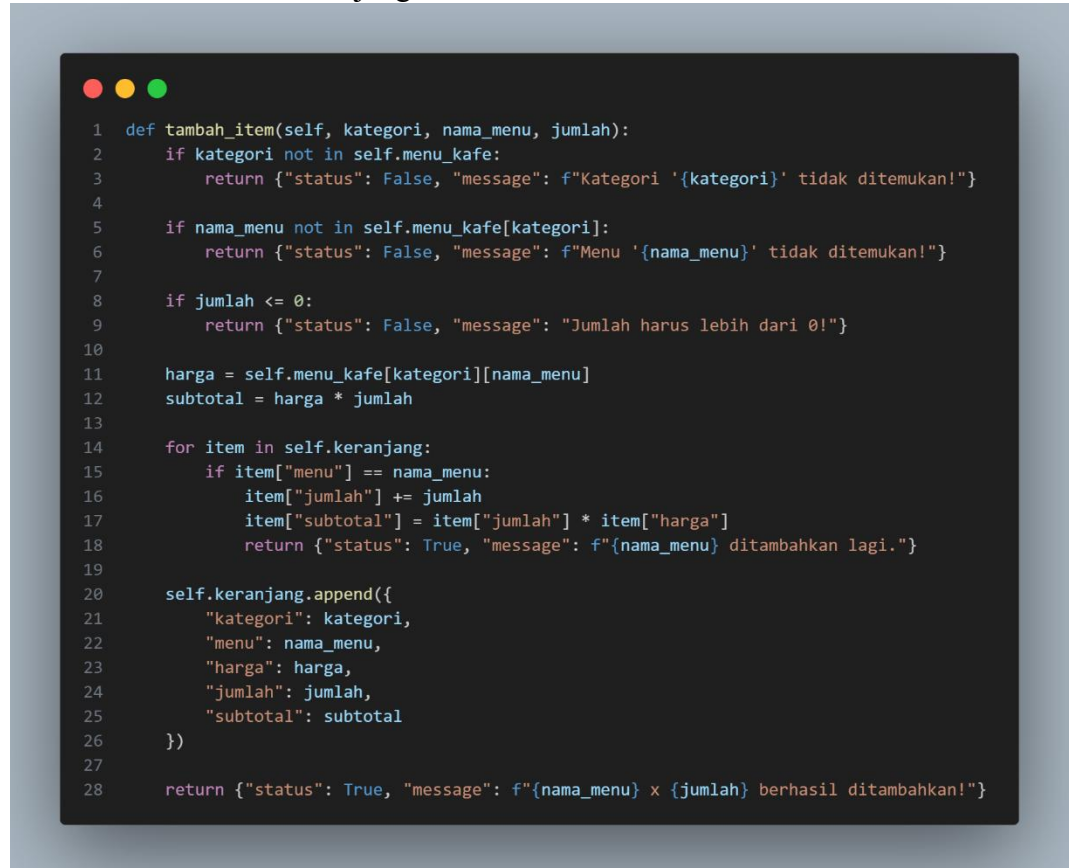 1 def tambah_item(self, kategori, nama_menu, jumlah):
2     if kategori not in self.menu_kafe:
3         return {"status": False, "message": f"Kategori '{kategori}' tidak ditemukan!"}
4
5     if nama_menu not in self.menu_kafe[kategori]:
6         return {"status": False, "message": f"Menu '{nama_menu}' tidak ditemukan!"}
7
8     if jumlah <= 0:
9         return {"status": False, "message": "Jumlah harus lebih dari 0!"}
10
11     harga = self.menu_kafe[kategori][nama_menu]
12     subtotal = harga * jumlah
13
14     for item in self.keranjang:
15         if item["menu"] == nama_menu:
16             item["jumlah"] += jumlah
17             item["subtotal"] = item["jumlah"] * item["harga"]
18             return {"status": True, "message": f"{nama_menu} ditambahkan lagi."}
19
20     self.keranjang.append({
21         "kategori": kategori,
22         "menu": nama_menu,
23         "harga": harga,
24         "jumlah": jumlah,
25         "subtotal": subtotal
26     })
27
28     return {"status": True, "message": f"{nama_menu} x {jumlah} berhasil ditambahkan!"}